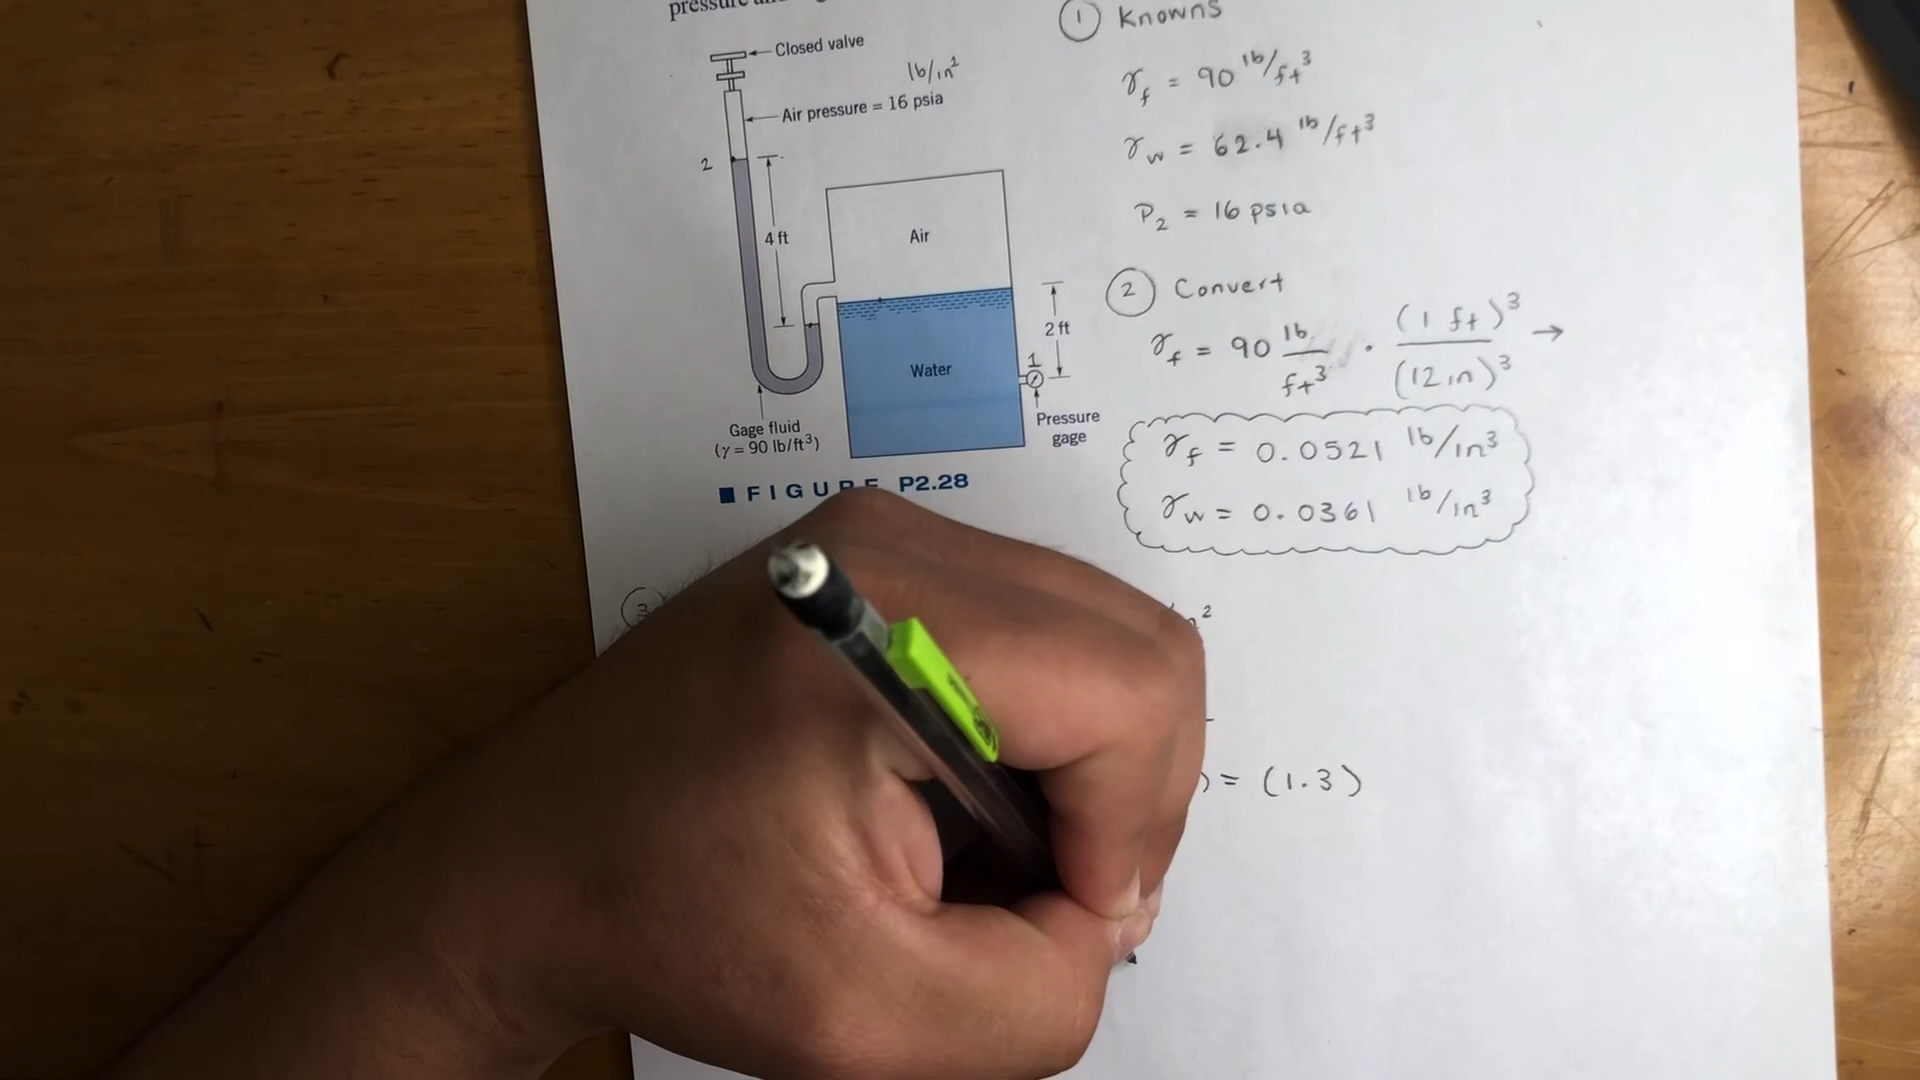 Closed valve
lb/in²
Air pressure = 16 psia
2
4 ft
Air
2 ft
Water
1
Pressure
gage
Gage fluid
(γ = 90 lb/ft³)
FIGURE P2.28
① Knowns
γf = 90 lb/ft³
γw = 62.4 lb/ft³
P₂ = 16 psia
② Convert
γf = 90 lb/ft³ · (1 ft)³/(12 in)³ →
γf = 0.0521 lb/in³
γw = 0.0361 lb/in³
③
²
) = (1.3)